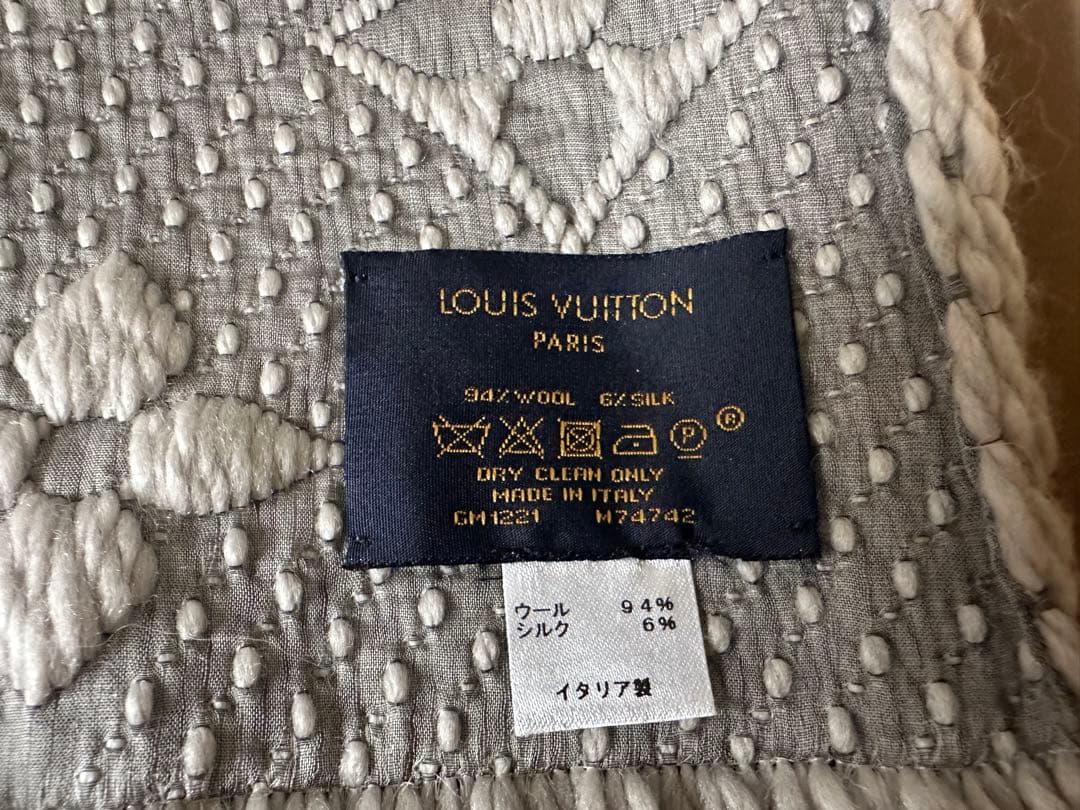 LOUIS VUITTON
PARIS
94% WOOL 6% SILK
P ®
DRY CLEAN ONLY
MADE IN ITALY
GM1221 M74742
ウール 94%
シルク 6%
イタリア製